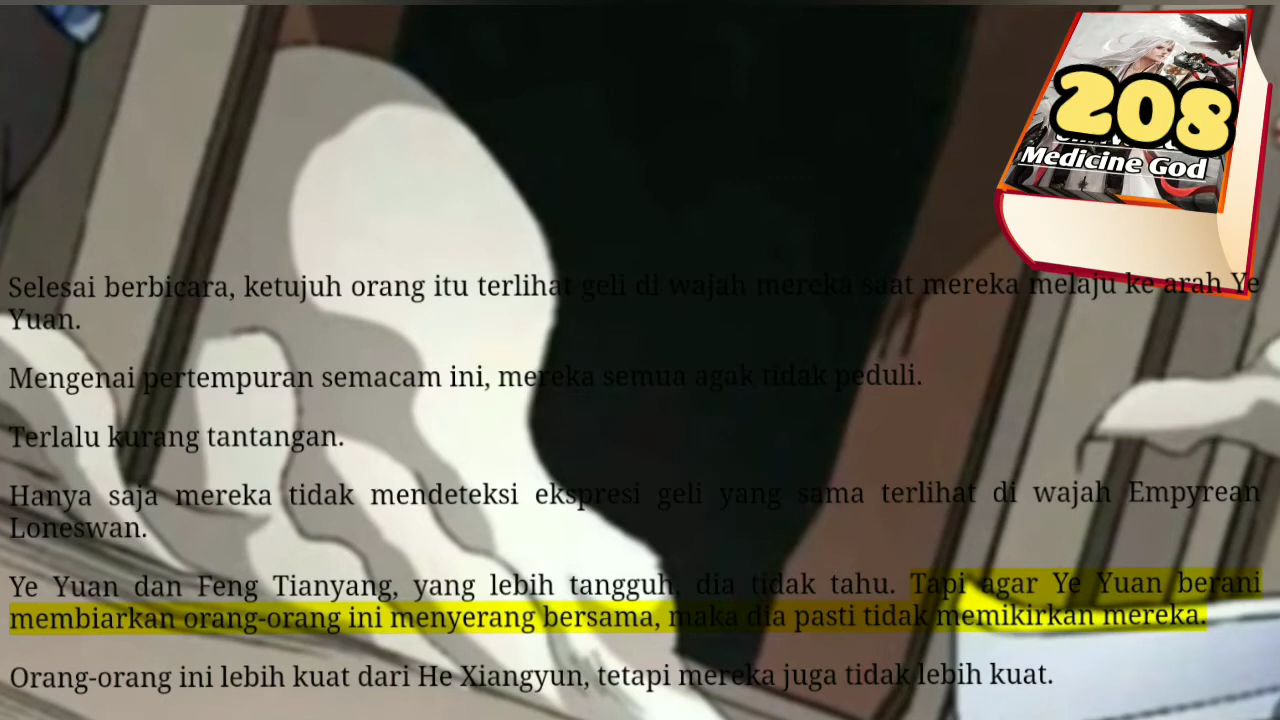 208
Medicine God
Selesai berbicara, ketujuh orang itu terlihat geli di wajah mereka saat mereka melaju ke arah Ye
Yuan.
Mengenai pertempuran semacam ini, mereka semua agak tidak peduli.
Terlalu kurang tantangan.
Hanya saja mereka tidak mendeteksi ekspresi geli yang sama terlihat di wajah Empyrean
Loneswan.
Ye Yuan dan Feng Tianyang, yang lebih tangguh, dia tidak tahu. Tapi agar Ye Yuan berani
membiarkan orang-orang ini menyerang bersama, maka dia pasti tidak memikirkan mereka.
Orang-orang ini lebih kuat dari He Xiangyun, tetapi mereka juga tidak lebih kuat.